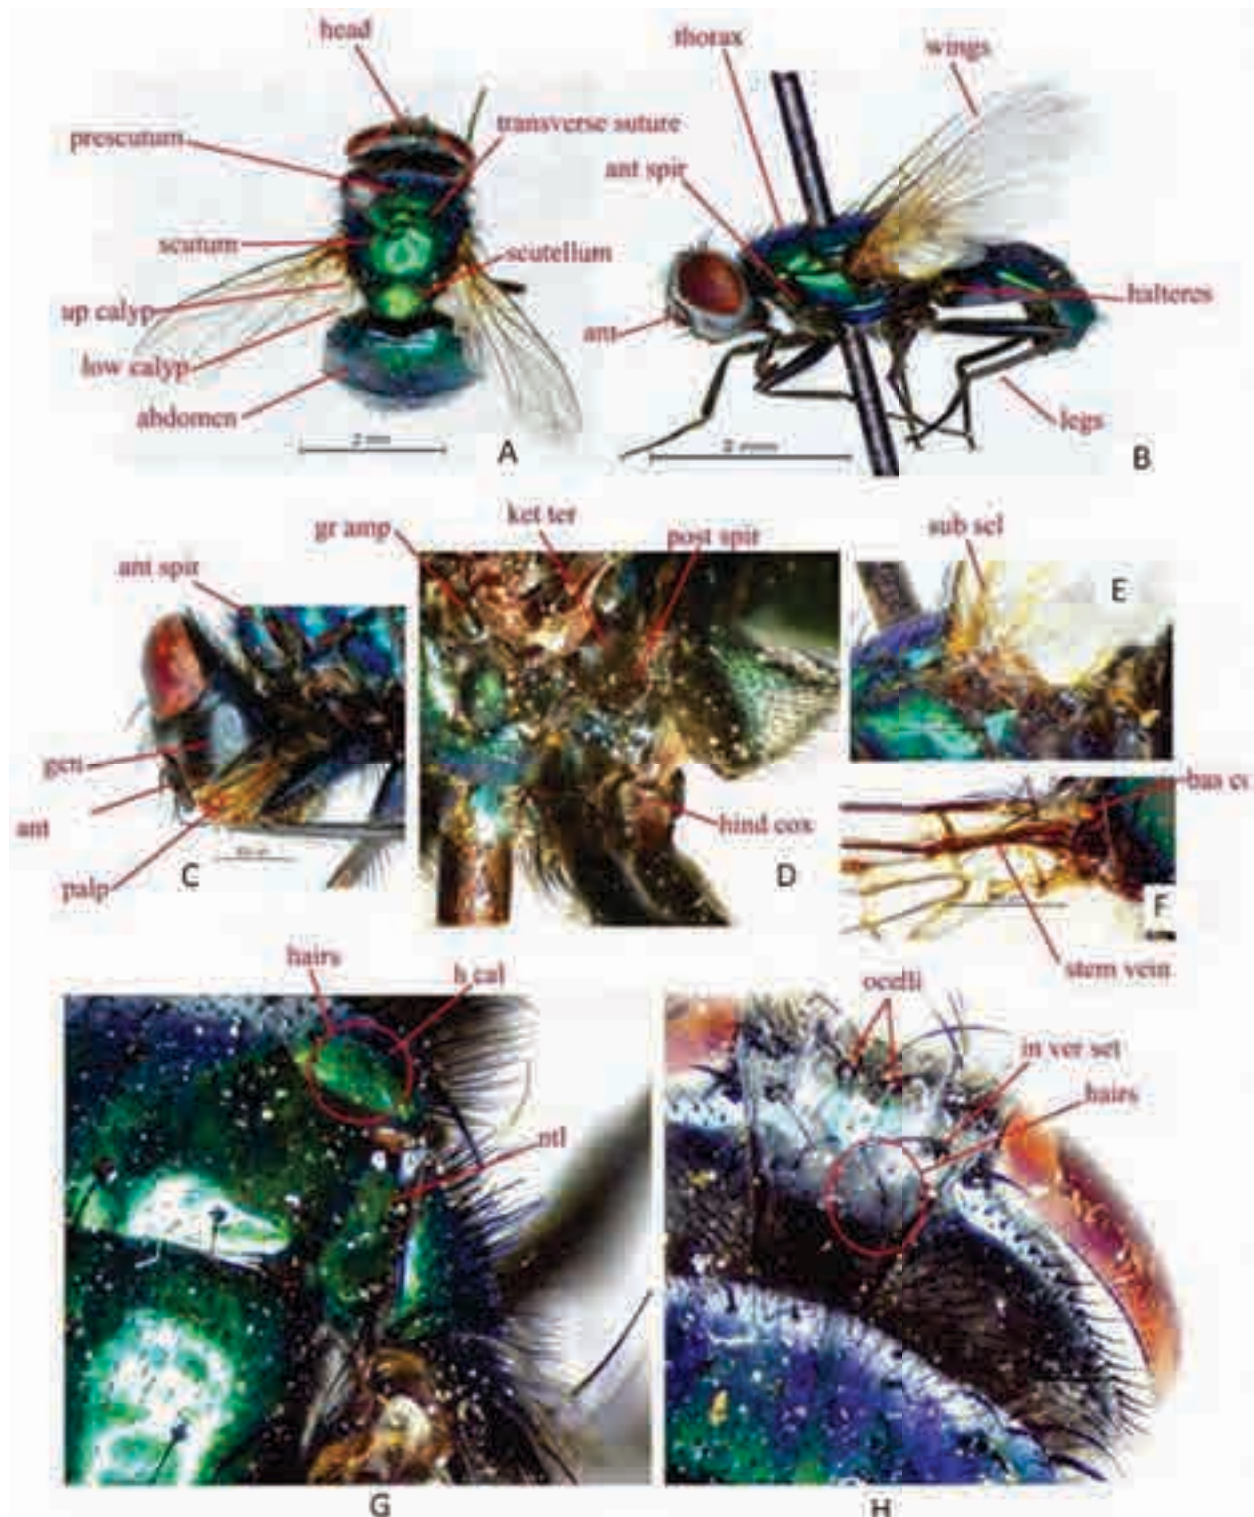 head
prescutum
transverse suture
scutum
scutellum
up calyp
low calyp
abdomen
2 mm
A
thorax
wings
ant spir
ant
halteres
legs
2 mm
B
ant spir
gen
ant
palp
C
gr amp
ket ter
post spir
hind cox
D
sub scl
E
bas co
stem vein
F
hairs
h cal
ntl
G
ocelli
in ver set
hairs
H